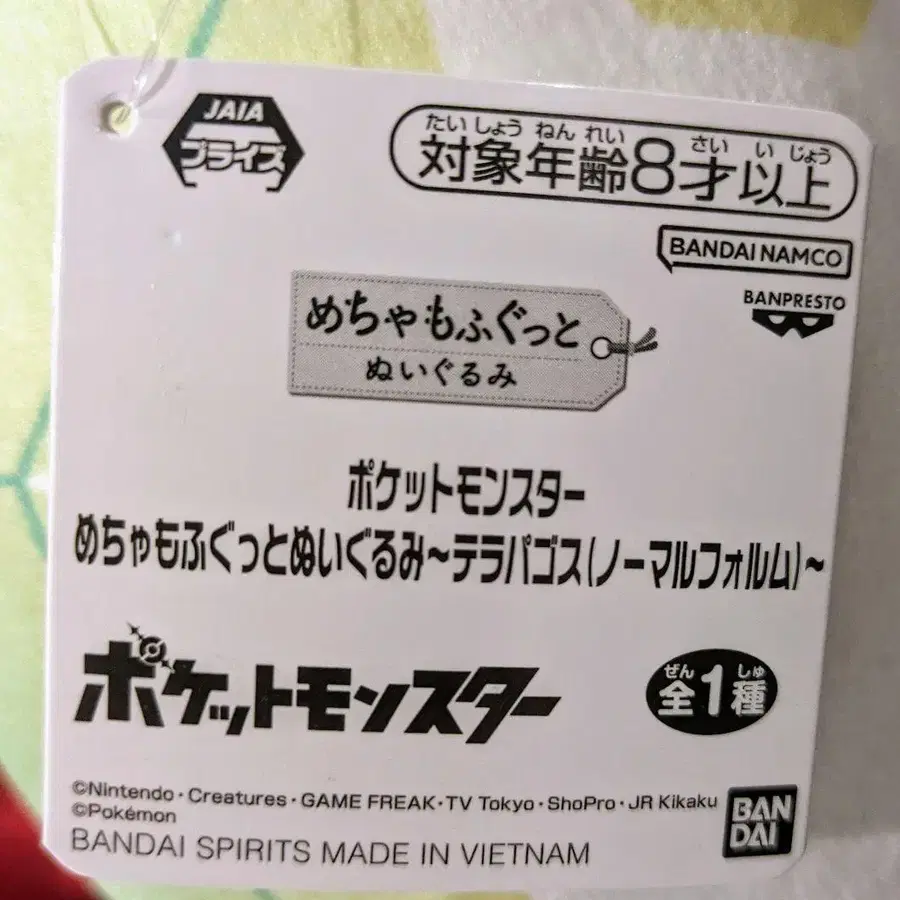 JAIA
プライズ
たいしょうねんれい さいいじょう
対象年齢8才以上
BANDAI NAMCO
BANPRESTO
めちゃもふぐっと
ぬいぐるみ
ポケットモンスター
めちゃもふぐっとぬいぐるみ~テラパゴス(ノーマルフォルム)~
ポケットモンスター
ぜん しゅ
全1種
©Nintendo・Creatures・GAME FREAK・TV Tokyo・ShoPro・JR Kikaku
©Pokémon
BANDAI SPIRITS MADE IN VIETNAM
BAN
DAI